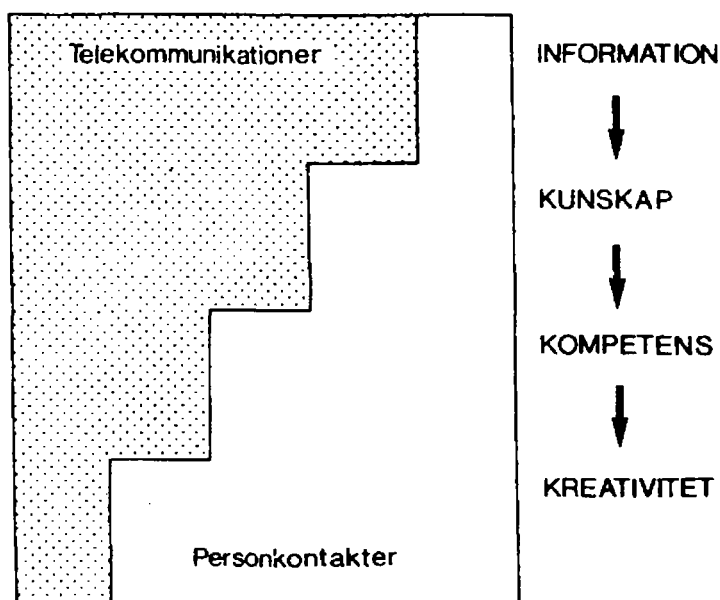 Telekommunikationer
INFORMATION
KUNSKAP
KOMPETENS
KREATIVITET
Personkontakter